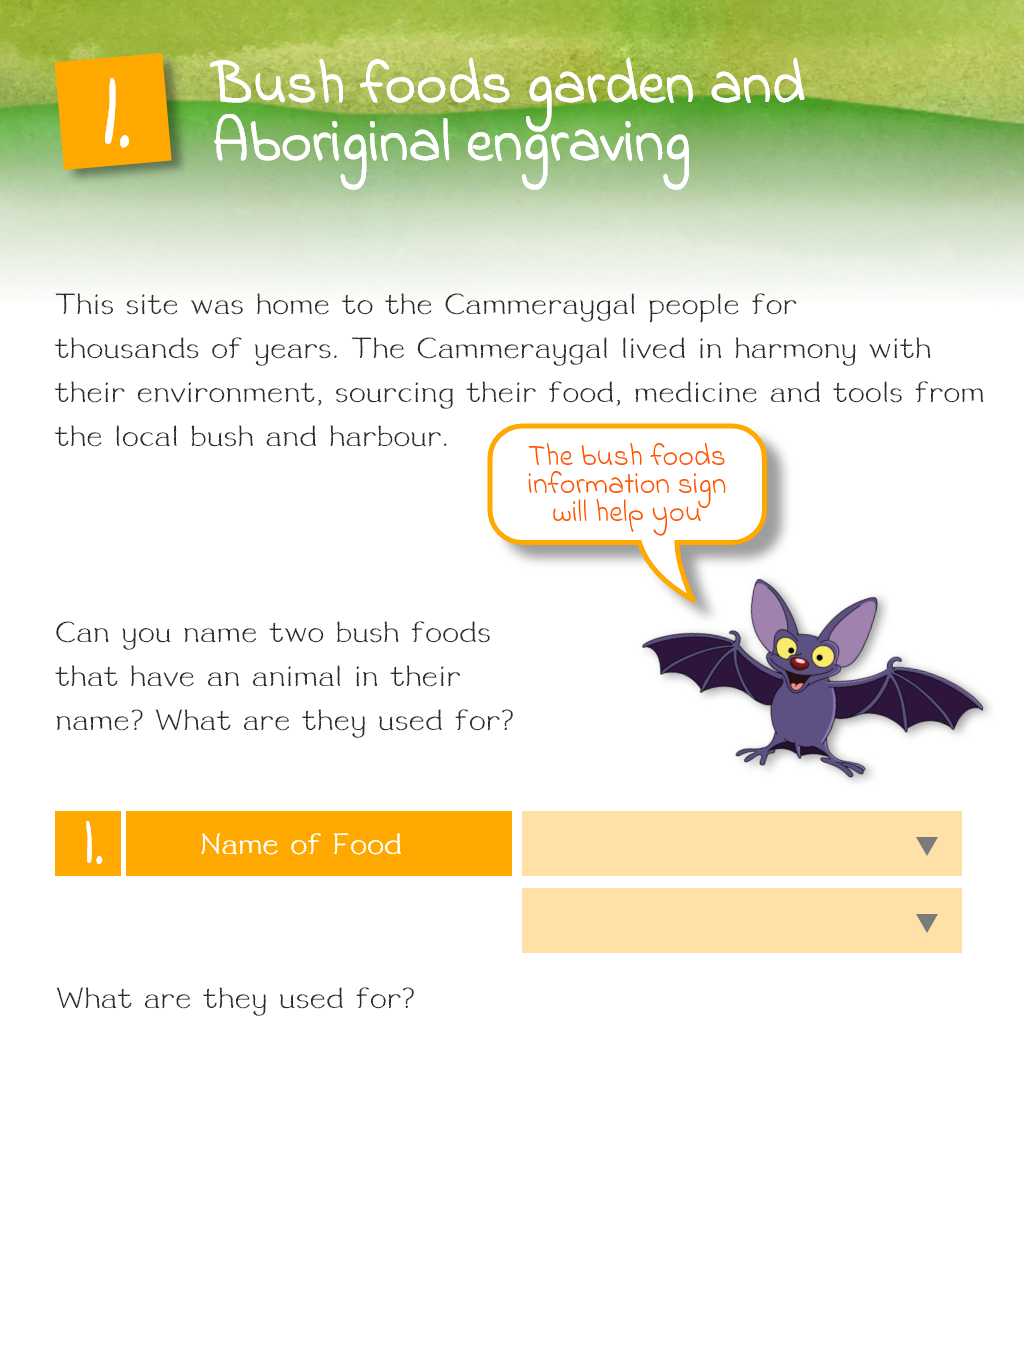 1.
Bush foods garden and
Aboriginal engraving
This site was home to the Cammeraygal people for
thousands of years. The Cammeraygal lived in harmony with
their environment, sourcing their food, medicine and tools from
the local bush and harbour.
The bush foods
information sign
will help you
Can you name two bush foods
that have an animal in their
name? What are they used for?
1. Name of Food
What are they used for?